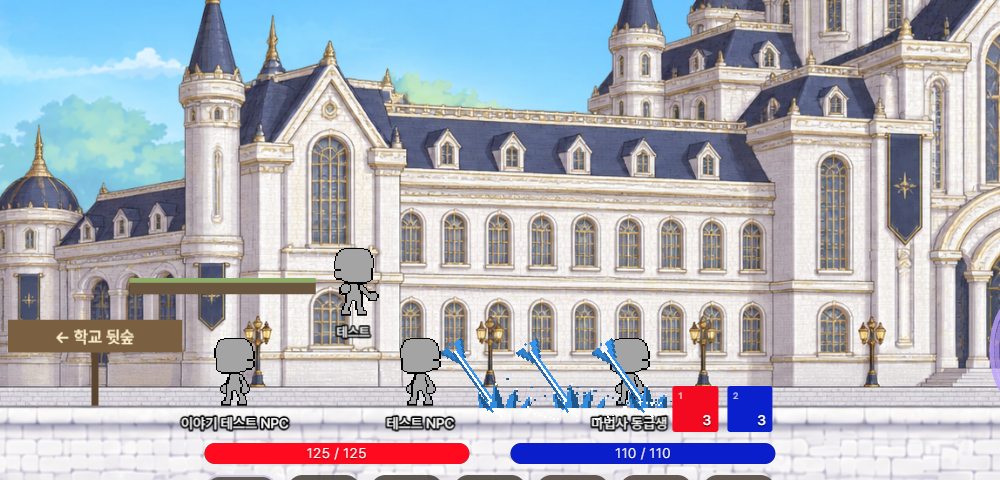 테스트
← 학교 뒷숲
이야기 테스트 NPC
테스트 NPC
마법사 동급생
1
3
2
3
125 / 125
110 / 110